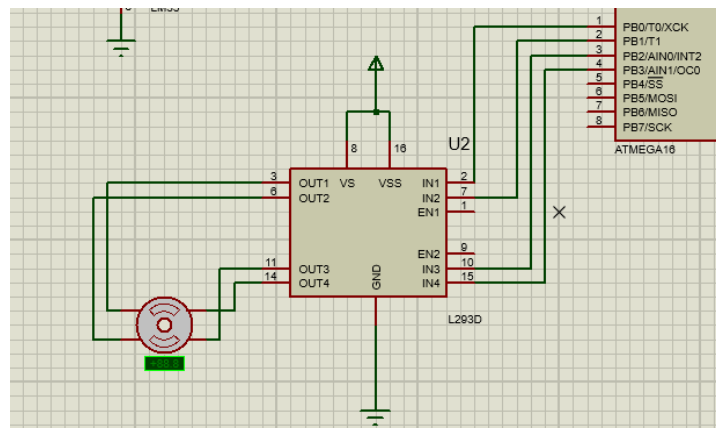 1 PB0/T0/XCK
2 PB1/T1
3 PB2/AIN0/INT2
4 PB3/AIN1/OC0
5 PB4/SS
6 PB5/MOSI
7 PB6/MISO
8 PB7/SCK
ATMEGA16
U2
8 16
3 OUT1 VS VSS IN1 2
6 OUT2 IN2 7
EN1 1
EN2 9
11 OUT3 IN3 10
14 OUT4 GND IN4 15
L293D